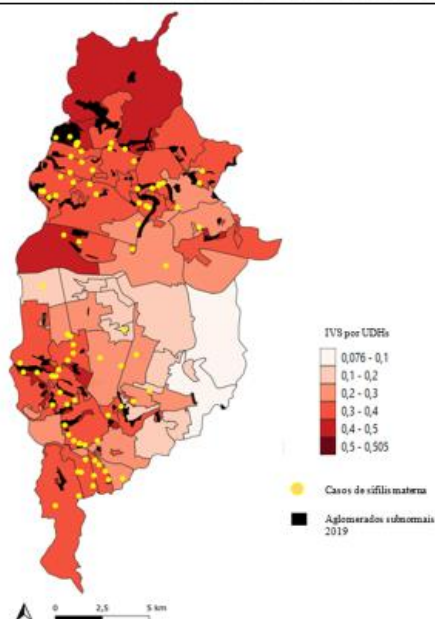 IVS por UDHs
0,076 - 0,1
0,1 - 0,2
0,2 - 0,3
0,3 - 0,4
0,4 - 0,5
0,5 - 0,505
Casos de sífilis materna
Aglomerados subnormais
2019
0 2,5 5 km